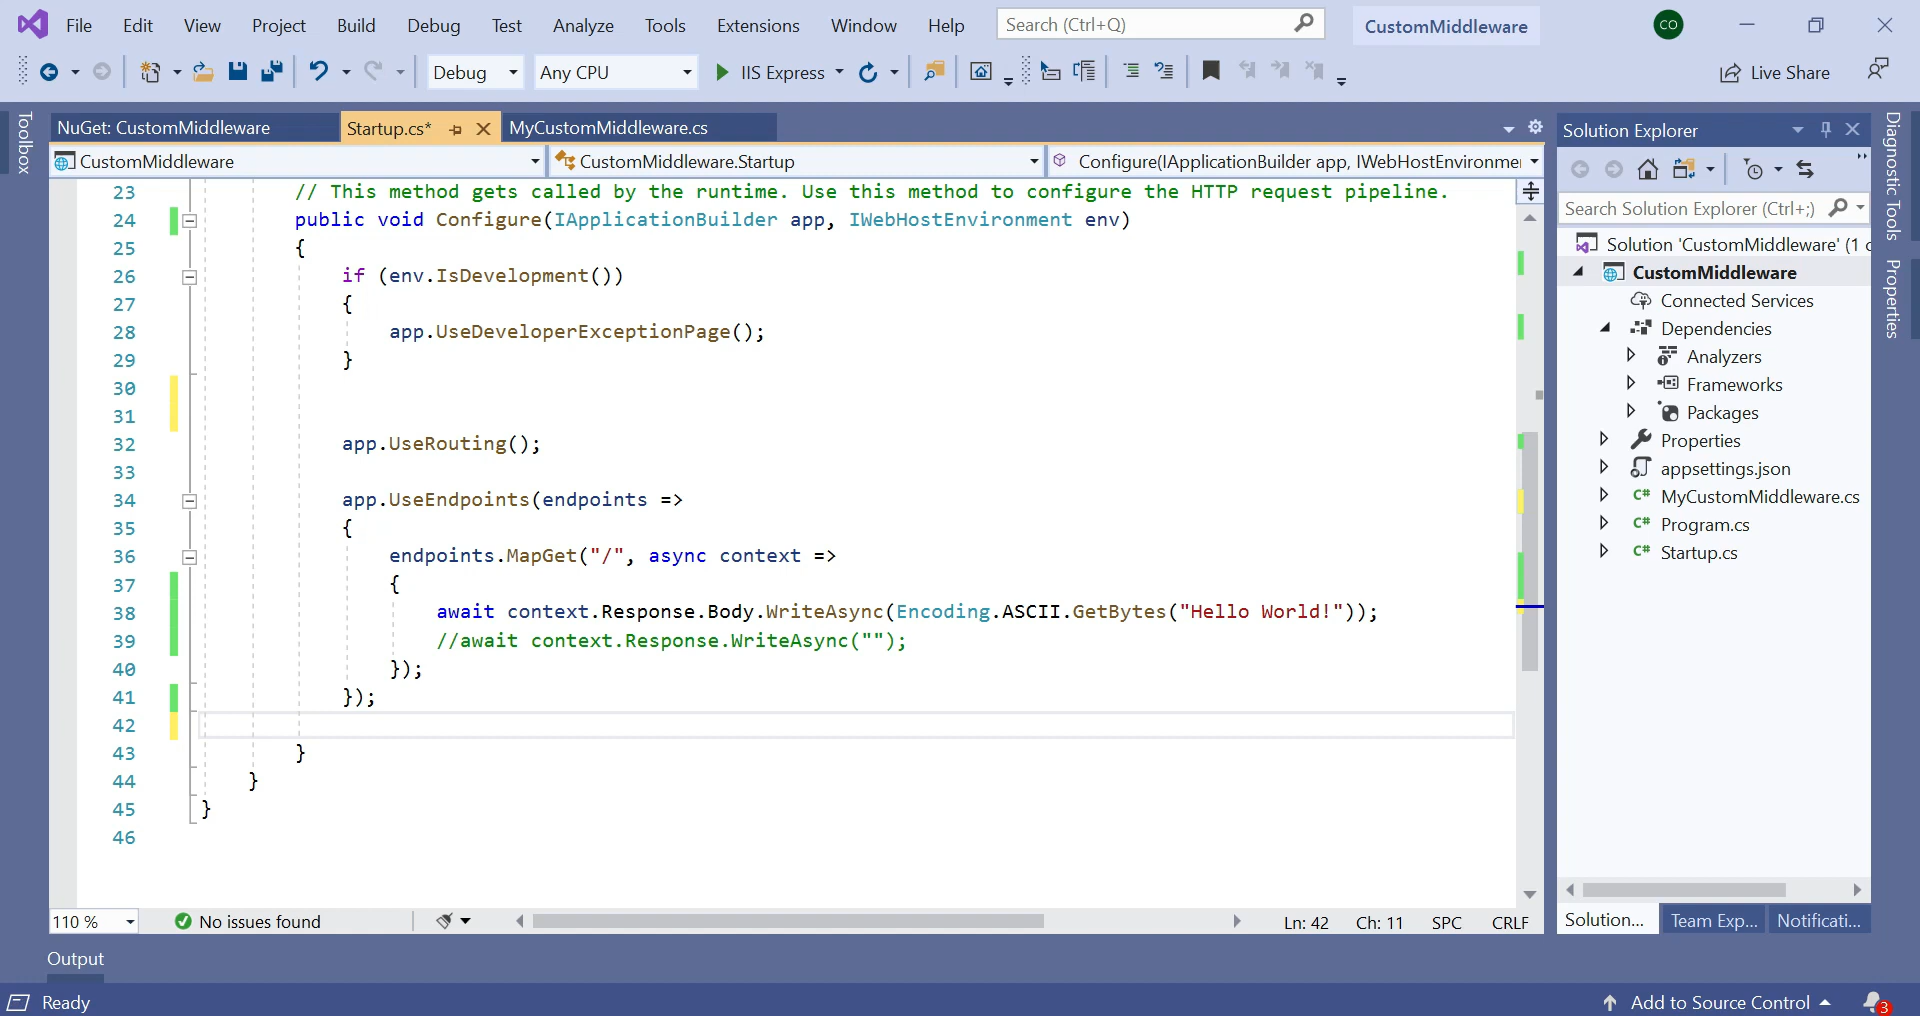 File Edit View Project Build Debug Test Analyze Tools Extensions Window Help Search (Ctrl+Q) CustomMiddleware CO
Debug Any CPU IIS Express Live Share
Toolbox
NuGet: CustomMiddleware Startup.cs* MyCustomMiddleware.cs
CustomMiddleware CustomMiddleware.Startup Configure(IApplicationBuilder app, IWebHostEnvironmer
23 // This method gets called by the runtime. Use this method to configure the HTTP request pipeline.
24 public void Configure(IApplicationBuilder app, IWebHostEnvironment env)
25 {
26 if (env.IsDevelopment())
27 {
28 app.UseDeveloperExceptionPage();
29 }
30
31
32 app.UseRouting();
33
34 app.UseEndpoints(endpoints =>
35 {
36 endpoints.MapGet("/", async context =>
37 {
38 await context.Response.Body.WriteAsync(Encoding.ASCII.GetBytes("Hello World!"));
39 //await context.Response.WriteAsync("");
40 });
41 });
42
43 }
44 }
45 }
46
110 % No issues found Ln: 42 Ch: 11 SPC CRLF
Solution Explorer
Search Solution Explorer (Ctrl+;)
Solution 'CustomMiddleware' (1 c
CustomMiddleware
Connected Services
Dependencies
Analyzers
Frameworks
Packages
Properties
C# appsettings.json
C# MyCustomMiddleware.cs
C# Program.cs
C# Startup.cs
Solution... Team Exp... Notificati...
Diagnostic Tools
Properties
Output
Ready Add to Source Control 3